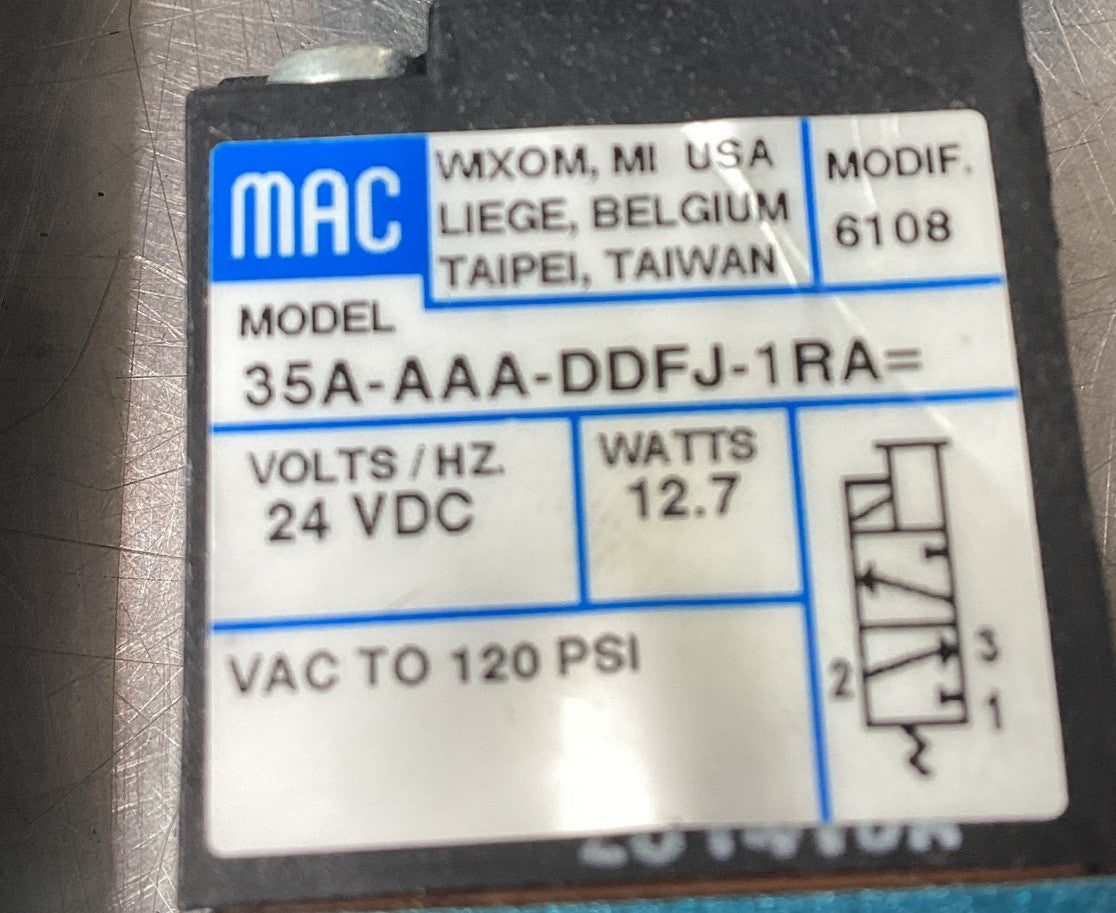 MAC
WIXOM, MI USA
LIEGE, BELGIUM
TAIPEI, TAIWAN
MODIF.
6108
MODEL
35A-AAA-DDFJ-1RA=
VOLTS/HZ.
24 VDC
WATTS
12.7
VAC TO 120 PSI
2
3
1